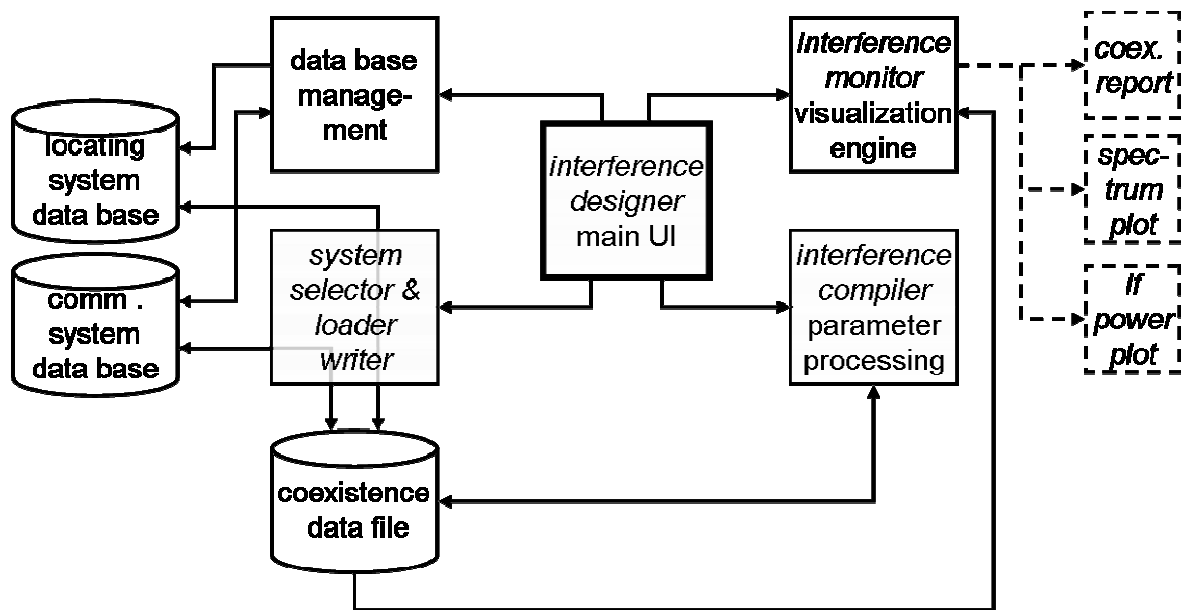 data base
manage-
ment
locating
system
data base
comm .
system
data base
system
selector &
loader
writer
coexistence
data file
interference
designer
main UI
Interference
monitor
visualization
engine
interference
compiler
parameter
processing
coex.
report
spec-
trum
plot
If
power
plot